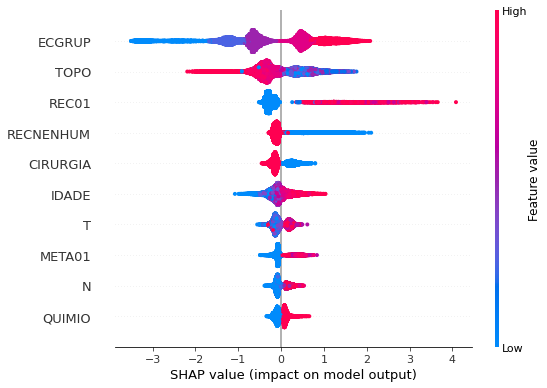 High
ECGRUP
TOPO
REC01
RECNENHUM
CIRURGIA
IDADE
T
META01
N
QUIMIO
Feature value
Low
−3 −2 −1 0 1 2 3 4
SHAP value (impact on model output)